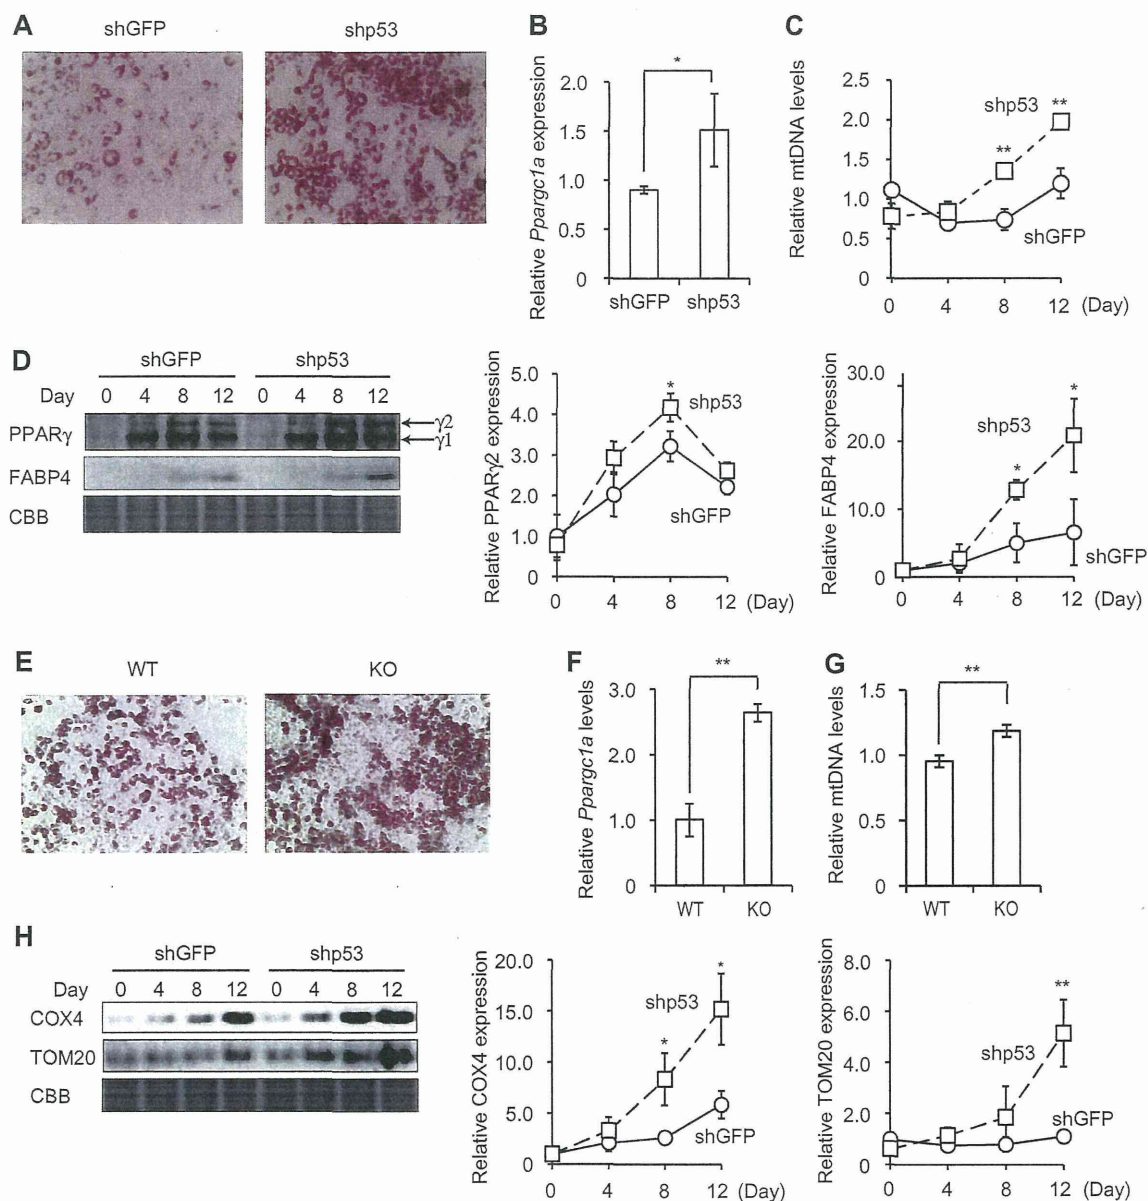 A
shGFP
shp53
B
Relative Ppargc1a expression
2.0
1.5
1.0
0.5
0
*
shGFP
shp53
C
Relative mtDNA levels
2.5
2.0
1.5
1.0
0.5
0
shp53
**
**
shGFP
0 4 8 12 (Day)
D
shGFP
shp53
Day 0 4 8 12 0 4 8 12
PPARγ
γ2
γ1
FABP4
CBB
Relative PPARγ2 expression
5.0
4.0
3.0
2.0
1.0
0
*
shp53
shGFP
0 4 8 12 (Day)
Relative FABP4 expression
30.0
20.0
10.0
0
*
shp53
*
shGFP
0 4 8 12 (Day)
E
WT
KO
F
Relative Ppargc1a levels
3.0
2.0
1.0
0
**
WT KO
G
Relative mtDNA levels
1.5
1.0
0.5
0
**
WT KO
H
shGFP
shp53
Day 0 4 8 12 0 4 8 12
COX4
TOM20
CBB
Relative COX4 expression
20.0
15.0
10.0
5.0
0
*
shp53
*
shGFP
0 4 8 12 (Day)
Relative TOM20 expression
8.0
6.0
4.0
2.0
0
**
shp53
shGFP
0 4 8 12 (Day)